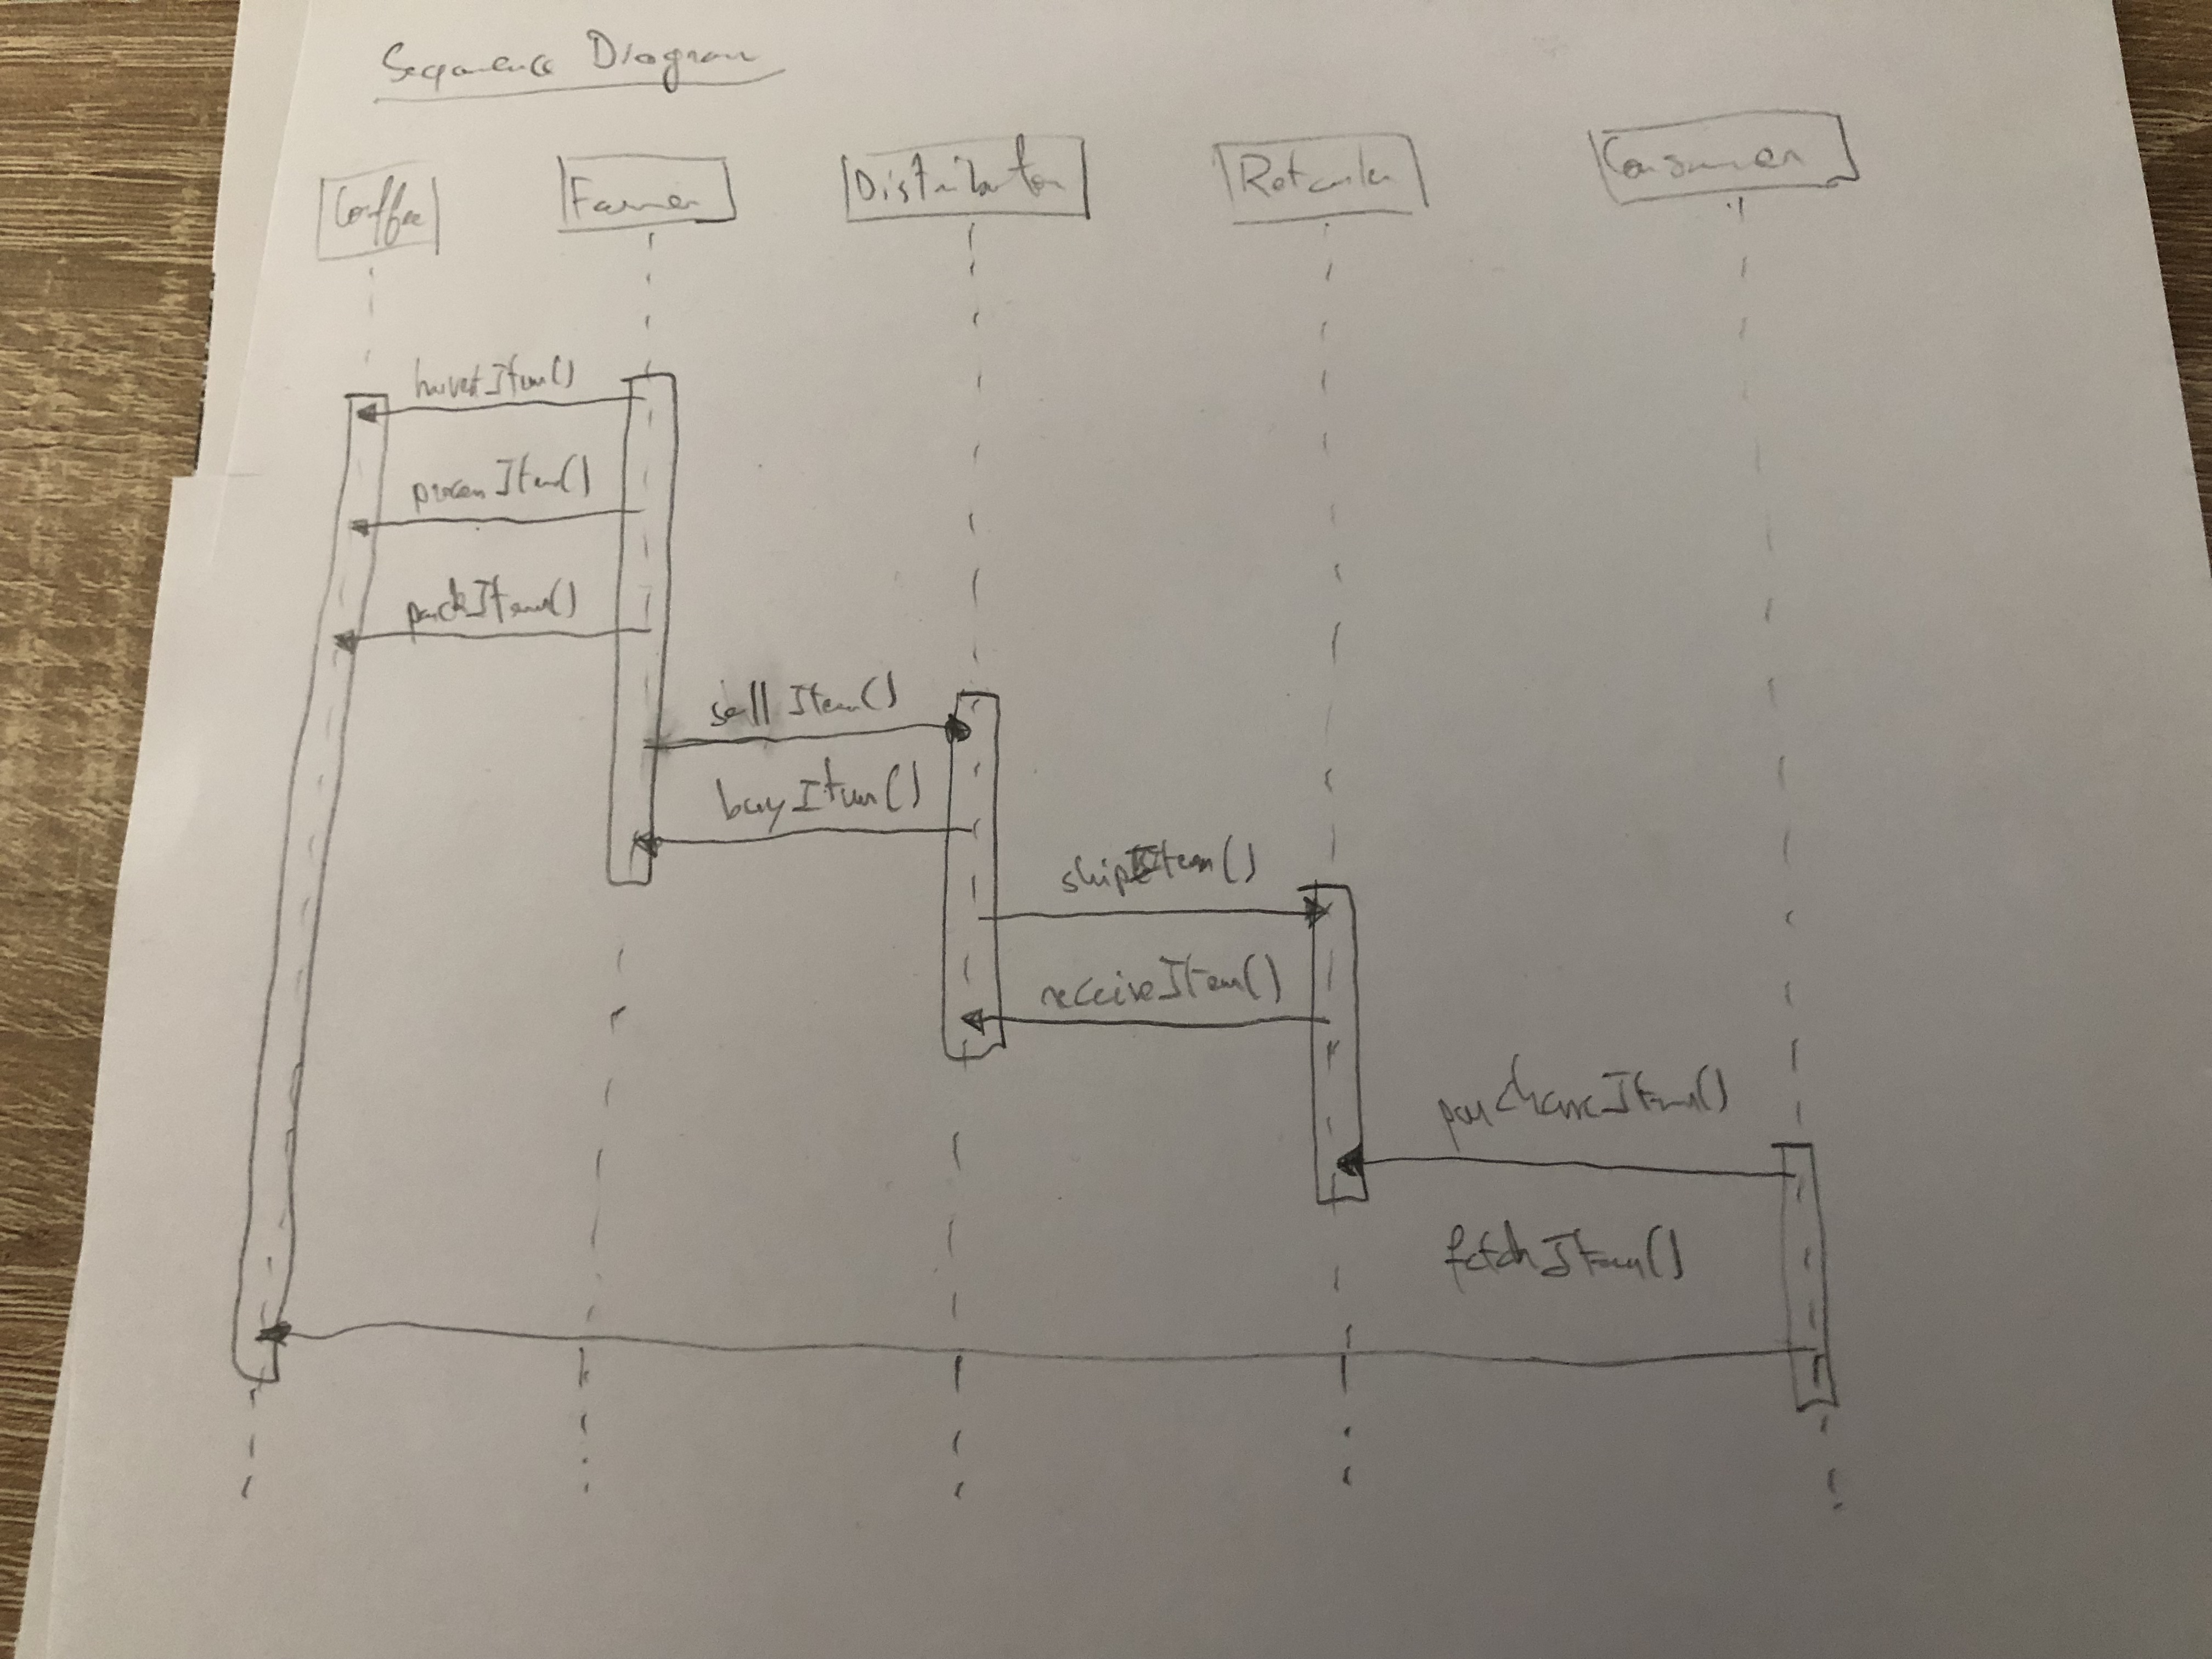 Sequence Diagram
Coffee
Farmer
Distributor
Retailer
Consumer
harvestItem()
processItem()
packItem()
sellItem()
buyItem()
shipItem()
receiveItem()
purchaseItem()
fetchItem()